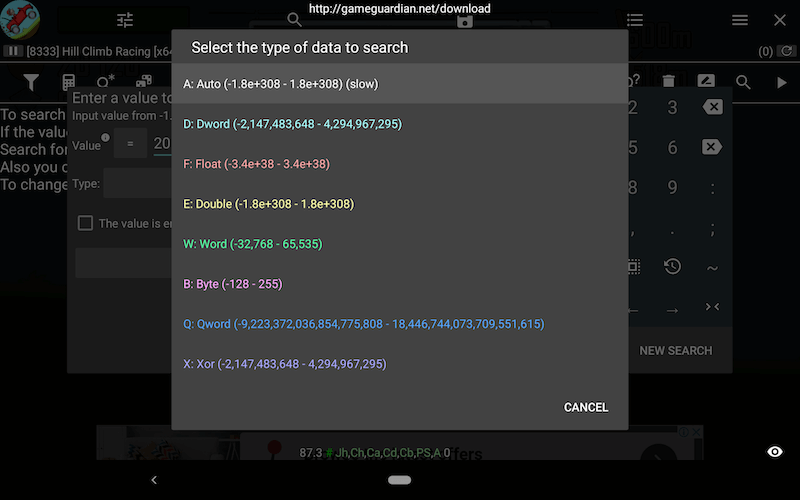 http://gameguardian.net/download
[8333] Hill Climb Racing [x64
(0)
Select the type of data to search
A: Auto (-1.8e+308 - 1.8e+308) (slow)
D: Dword (-2,147,483,648 - 4,294,967,295)
F: Float (-3.4e+38 - 3.4e+38)
E: Double (-1.8e+308 - 1.8e+308)
W: Word (-32,768 - 65,535)
B: Byte (-128 - 255)
Q: Qword (-9,223,372,036,854,775,808 - 18,446,744,073,709,551,615)
X: Xor (-2,147,483,648 - 4,294,967,295)
CANCEL
To search
If the valu
Search for
Also you c
To change
Enter a value to
Input value from -1.
Value
=
20
Type:
The value is en
2 3
5 6
8 9 :
, . ;
~
← → ><
NEW SEARCH
87.3 # Jh,Ch,Ca,Cd,Cb,PS,A 0